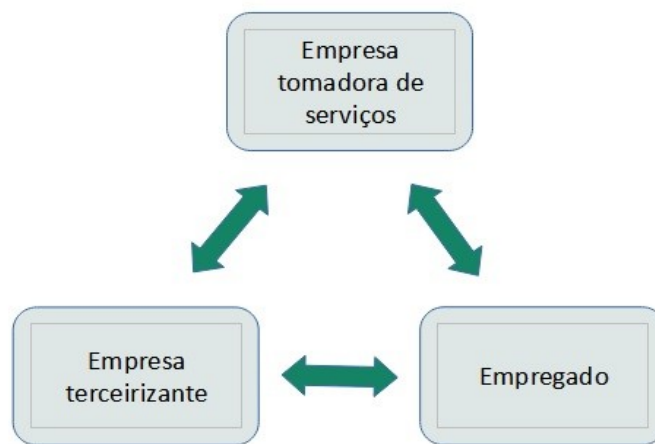 Empresa
tomadora de
serviços
Empresa
terceirizante
Empregado